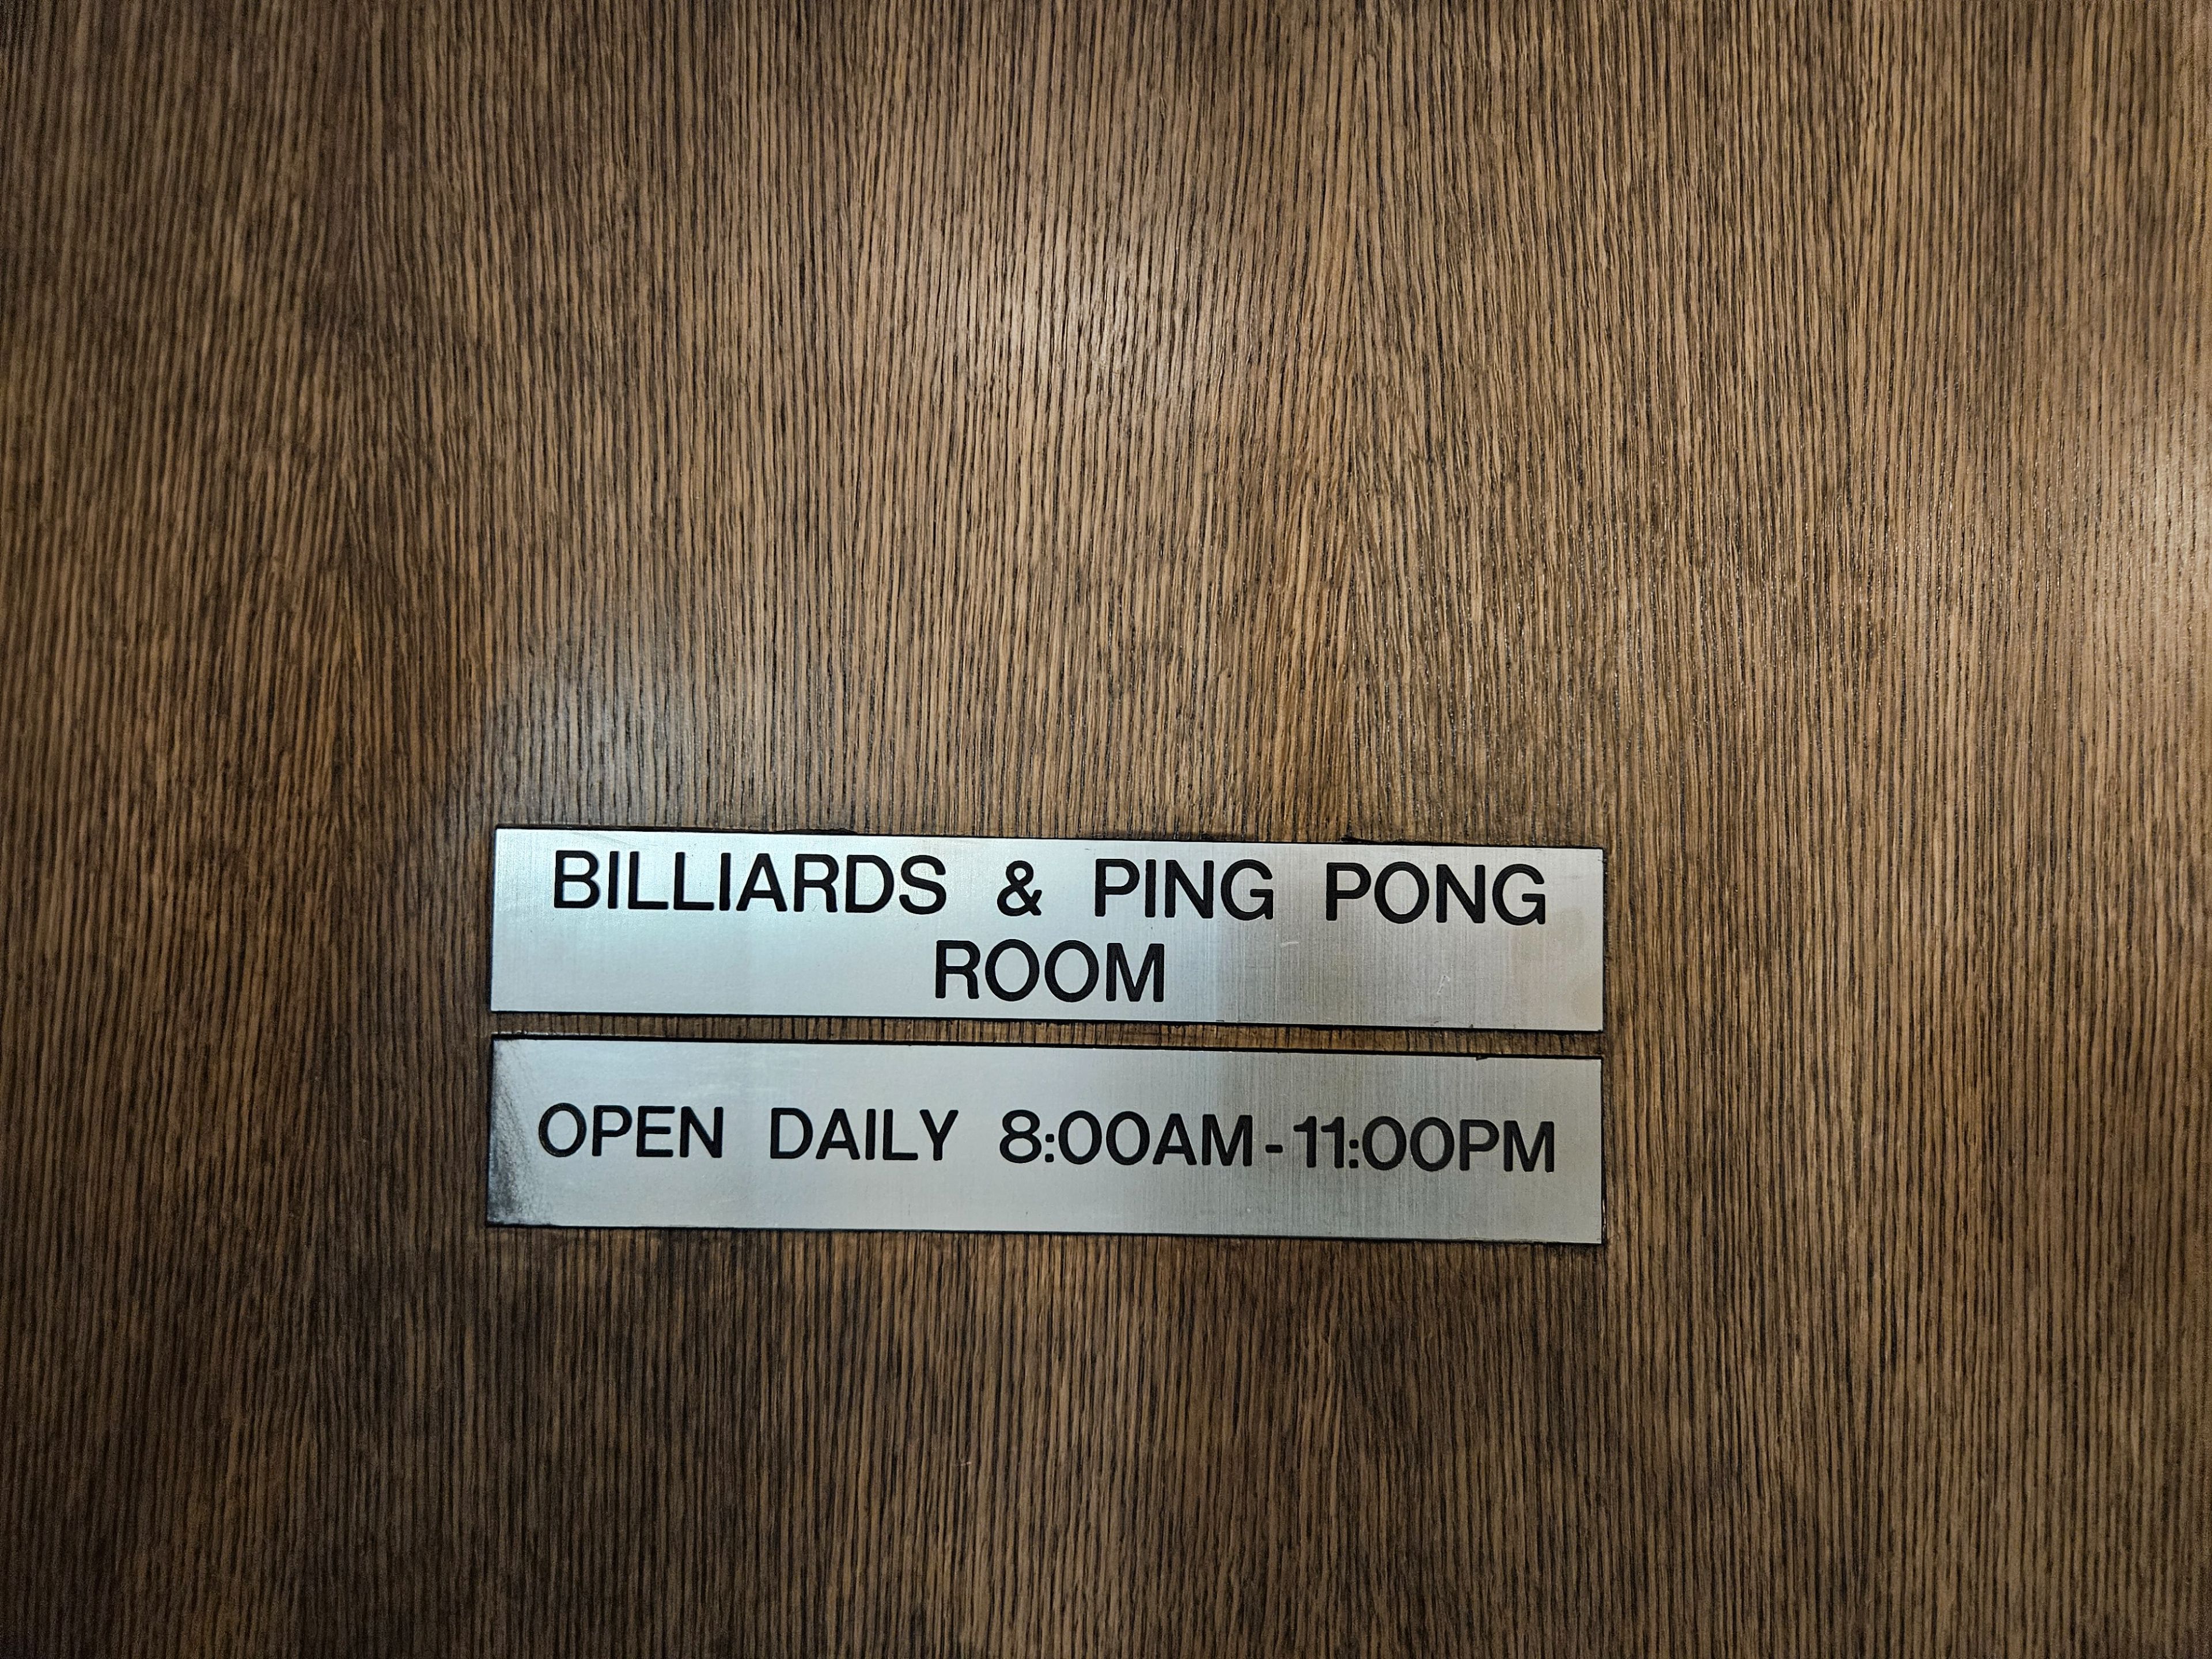 BILLIARDS & PING PONG
ROOM
OPEN DAILY 8:00AM-11:00PM